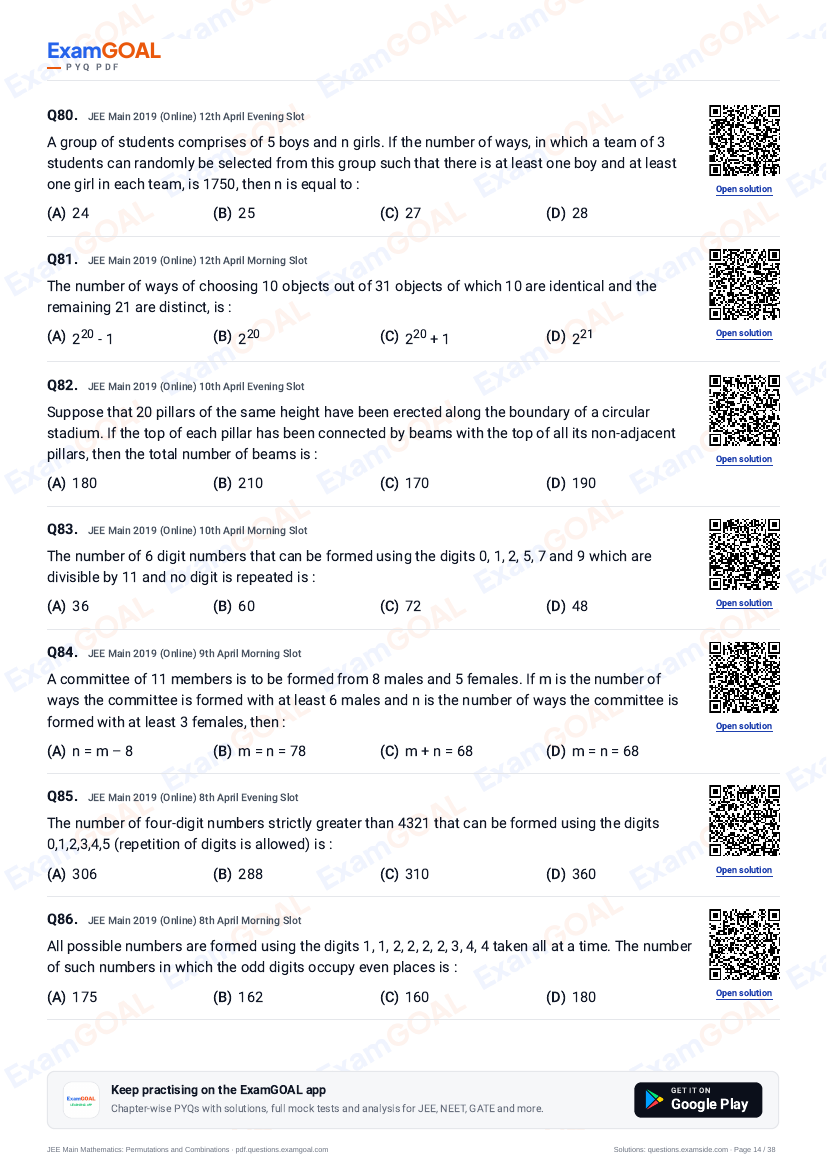 ExamGOAL
PYQ PDF
Q80. JEE Main 2019 (Online) 12th April Evening Slot
A group of students comprises of 5 boys and n girls. If the number of ways, in which a team of 3
students can randomly be selected from this group such that there is at least one boy and at least
one girl in each team, is 1750, then n is equal to :
(A) 24 (B) 25 (C) 27 (D) 28
Open solution
Q81. JEE Main 2019 (Online) 12th April Morning Slot
The number of ways of choosing 10 objects out of 31 objects of which 10 are identical and the
remaining 21 are distinct, is :
(A) 2^20 - 1 (B) 2^20 (C) 2^20 + 1 (D) 2^21
Open solution
Q82. JEE Main 2019 (Online) 10th April Evening Slot
Suppose that 20 pillars of the same height have been erected along the boundary of a circular
stadium. If the top of each pillar has been connected by beams with the top of all its non-adjacent
pillars, then the total number of beams is :
(A) 180 (B) 210 (C) 170 (D) 190
Open solution
Q83. JEE Main 2019 (Online) 10th April Morning Slot
The number of 6 digit numbers that can be formed using the digits 0, 1, 2, 5, 7 and 9 which are
divisible by 11 and no digit is repeated is :
(A) 36 (B) 60 (C) 72 (D) 48
Open solution
Q84. JEE Main 2019 (Online) 9th April Morning Slot
A committee of 11 members is to be formed from 8 males and 5 females. If m is the number of
ways the committee is formed with at least 6 males and n is the number of ways the committee is
formed with at least 3 females, then :
(A) n = m − 8 (B) m = n = 78 (C) m + n = 68 (D) m = n = 68
Open solution
Q85. JEE Main 2019 (Online) 8th April Evening Slot
The number of four-digit numbers strictly greater than 4321 that can be formed using the digits
0,1,2,3,4,5 (repetition of digits is allowed) is :
(A) 306 (B) 288 (C) 310 (D) 360
Open solution
Q86. JEE Main 2019 (Online) 8th April Morning Slot
All possible numbers are formed using the digits 1, 1, 2, 2, 2, 2, 3, 4, 4 taken all at a time. The number
of such numbers in which the odd digits occupy even places is :
(A) 175 (B) 162 (C) 160 (D) 180
Open solution
ExamGOAL
Keep practising on the ExamGOAL app
Chapter-wise PYQs with solutions, full mock tests and analysis for JEE, NEET, GATE and more.
GET IT ON
Google Play
JEE Main Mathematics: Permutations and Combinations · pdf.questions.examgoal.com
Solutions: questions.examside.com · Page 14 / 38